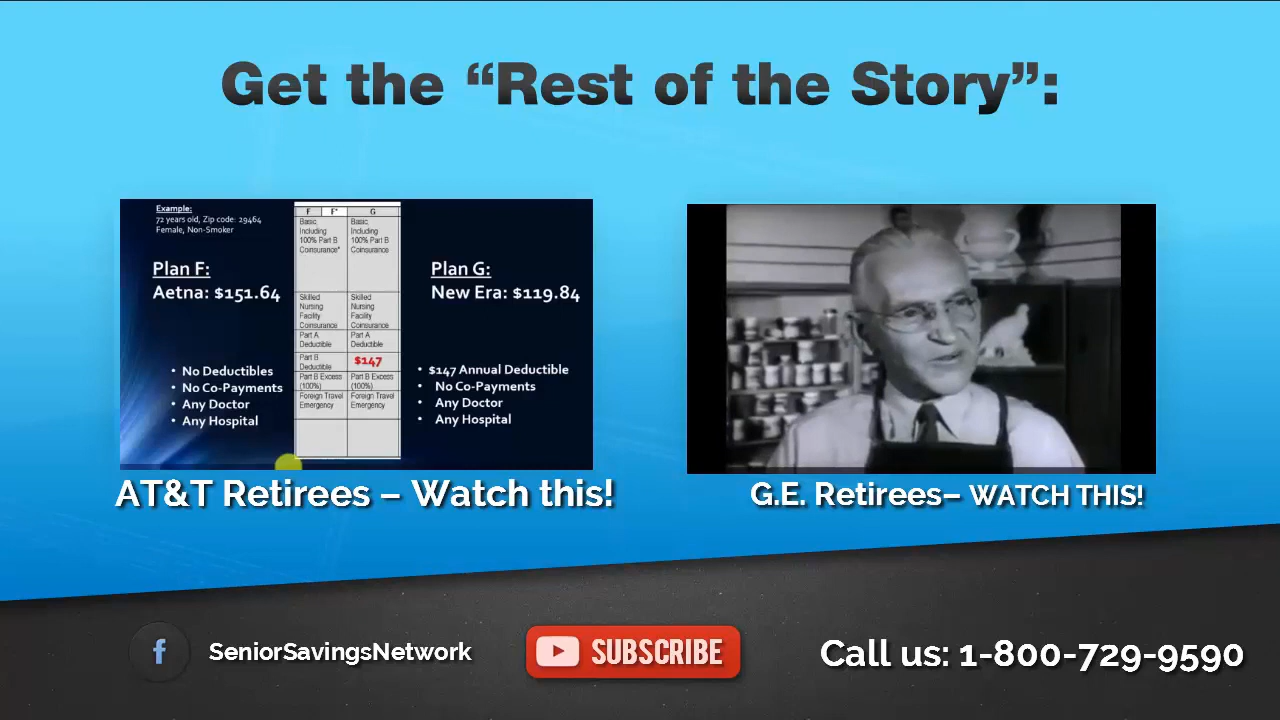 Get the “Rest of the Story”:
Example:
72 years old, Zip code: 29464
Female, Non-Smoker
Plan F:
Aetna: $151.64
• No Deductibles
• No Co-Payments
• Any Doctor
• Any Hospital
F F* G
Basic, Including 100% Part B Coinsurance* Basic, Including 100% Part B Coinsurance
Skilled Nursing Facility Coinsurance Skilled Nursing Facility Coinsurance
Part A Deductible Part A Deductible
Part B Deductible $147
Part B Excess (100%) Part B Excess (100%)
Foreign Travel Emergency Foreign Travel Emergency
Plan G:
New Era: $119.84
• $147 Annual Deductible
• No Co-Payments
• Any Doctor
• Any Hospital
AT&T Retirees – Watch this!
G.E. Retirees– WATCH THIS!
f
SeniorSavingsNetwork
SUBSCRIBE
Call us: 1-800-729-9590